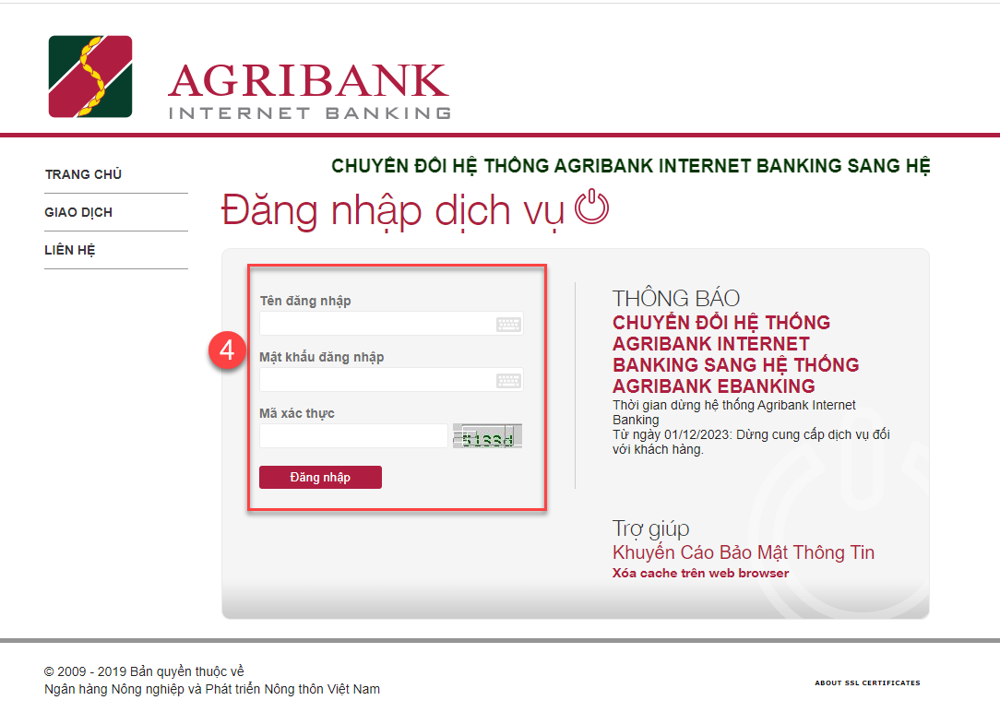 AGRIBANK
INTERNET BANKING
TRANG CHỦ
GIAO DỊCH
LIÊN HỆ
CHUYỂN ĐỔI HỆ THỐNG AGRIBANK INTERNET BANKING SANG HỆ
Đăng nhập dịch vụ
4
Tên đăng nhập
Mật khẩu đăng nhập
Mã xác thực
Đăng nhập
THÔNG BÁO
CHUYỂN ĐỔI HỆ THỐNG
AGRIBANK INTERNET
BANKING SANG HỆ THỐNG
AGRIBANK EBANKING
Thời gian dừng hệ thống Agribank Internet
Banking
Từ ngày 01/12/2023: Dừng cung cấp dịch vụ đối
với khách hàng.
Trợ giúp
Khuyến Cáo Bảo Mật Thông Tin
Xóa cache trên web browser
© 2009 - 2019 Bản quyền thuộc về
Ngân hàng Nông nghiệp và Phát triển Nông thôn Việt Nam
ABOUT SSL CERTIFICATES